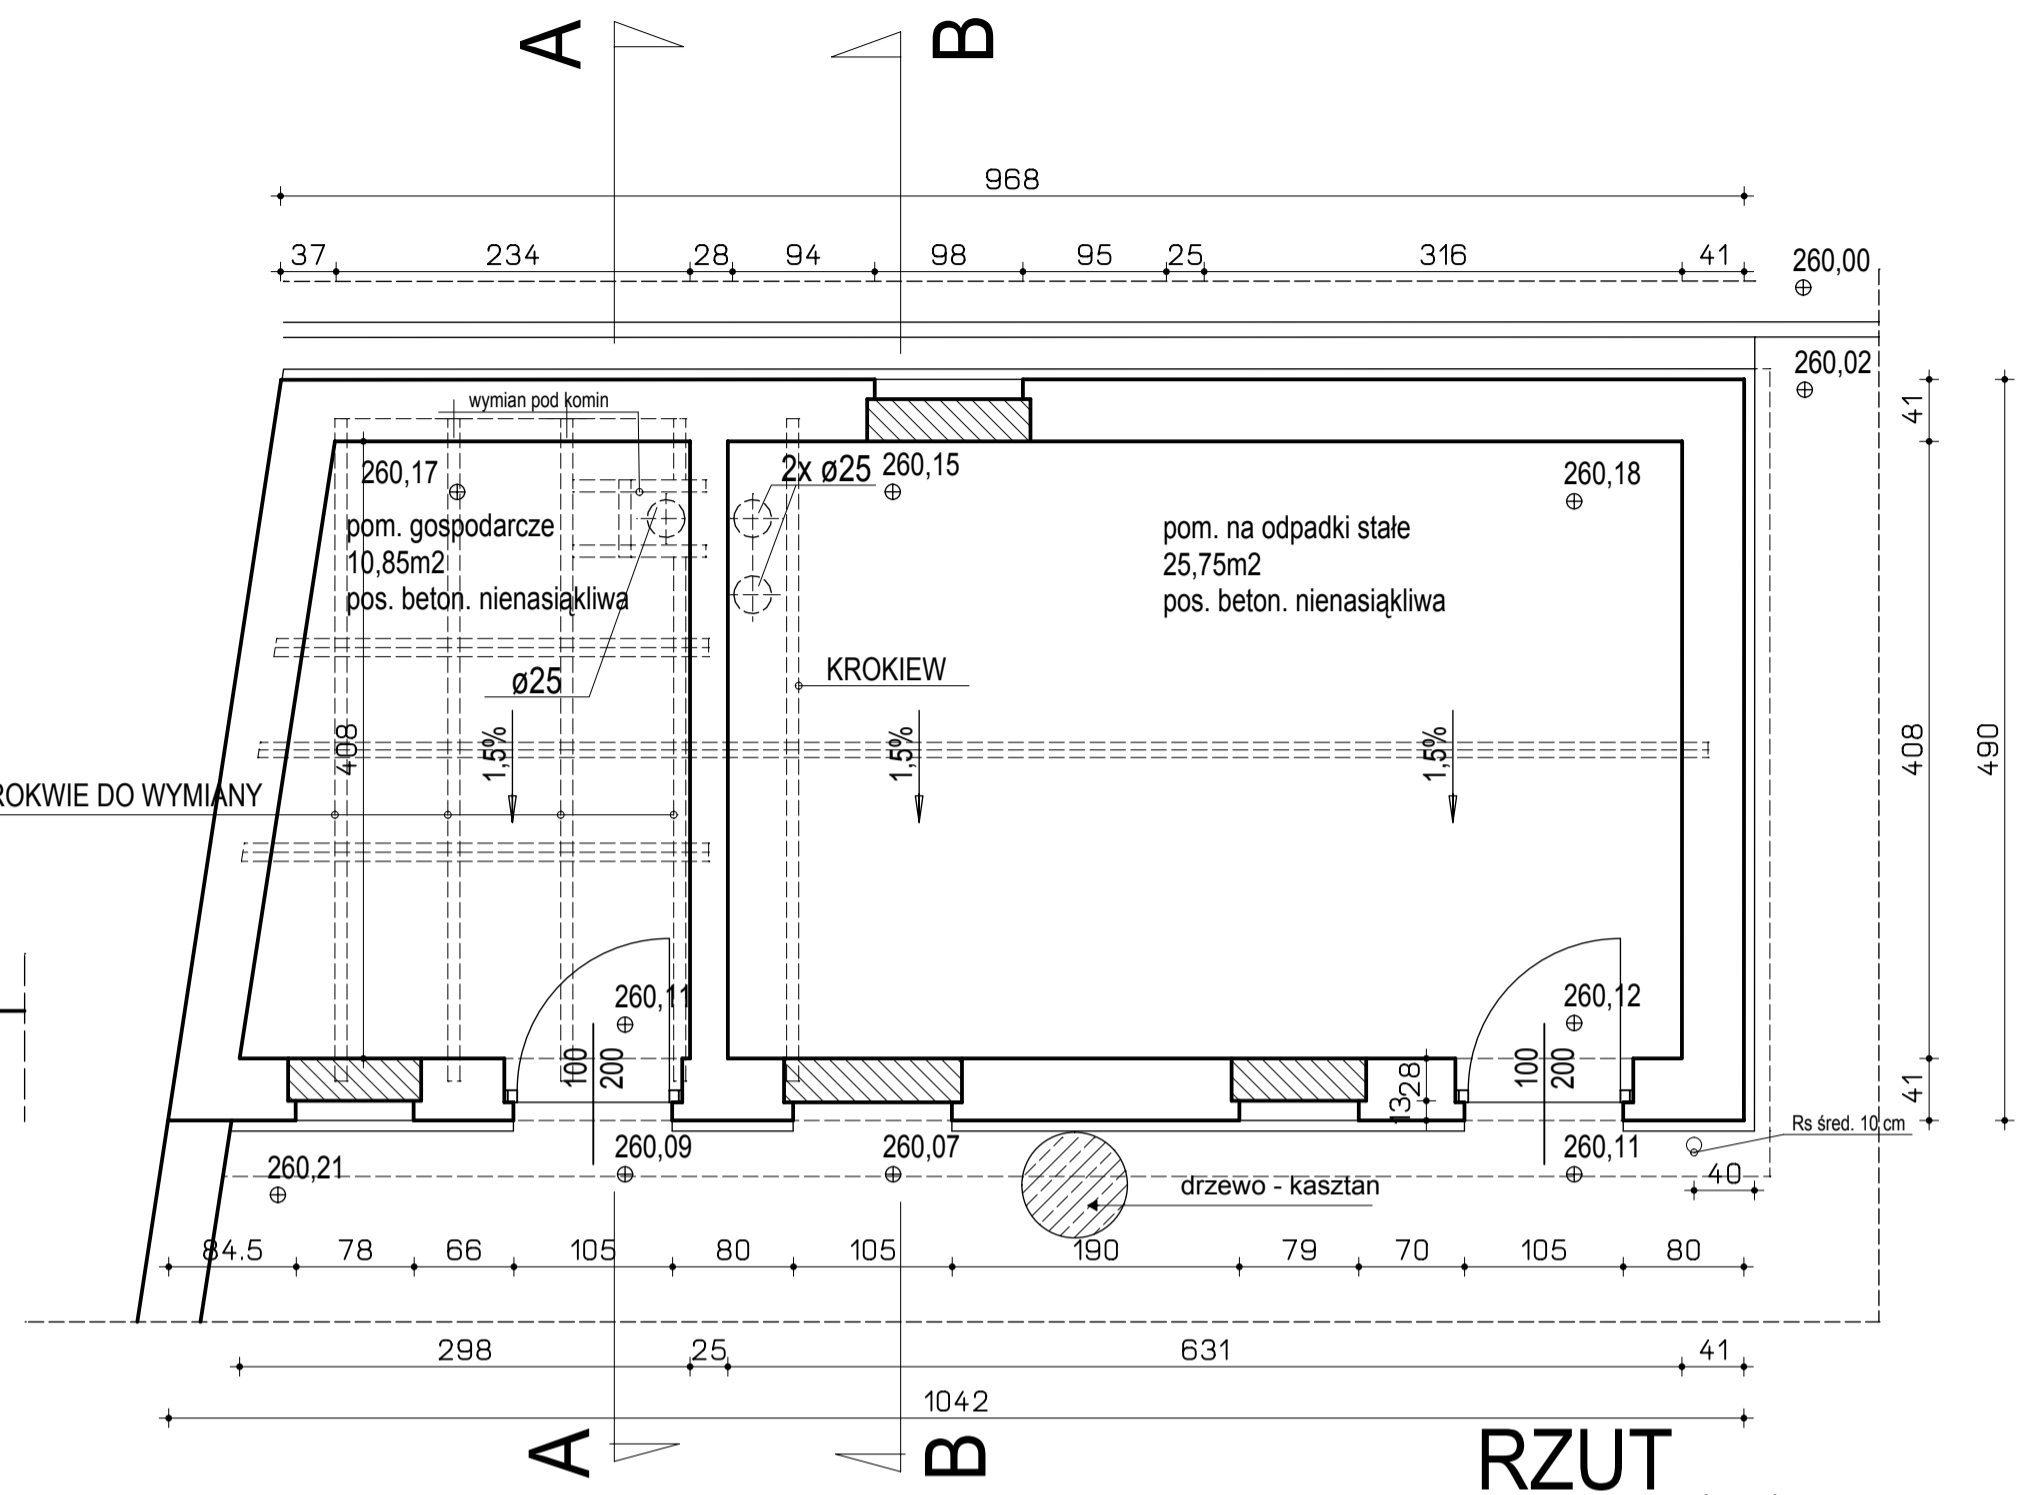 A
B
968
37
234
28
94
98
95
25
316
41
260,00
260,02
wymian pod komin
41
260,17
2x ø25
260,15
260,18
pom. gospodarcze
10,85m2
pos. beton. nienasiąkliwa
pom. na odpadki stałe
25,75m2
pos. beton. nienasiąkliwa
ø25
KROKIEW
408
1,5%
1,5%
1,5%
408
490
ROKWIE DO WYMIANY
260,11
260,12
100
200
100
200
28
13
41
Rs śred. 10 cm
260,21
260,09
260,07
260,11
40
drzewo - kasztan
84.5
78
66
105
80
105
190
79
70
105
80
298
25
631
41
1042
A
B
RZUT